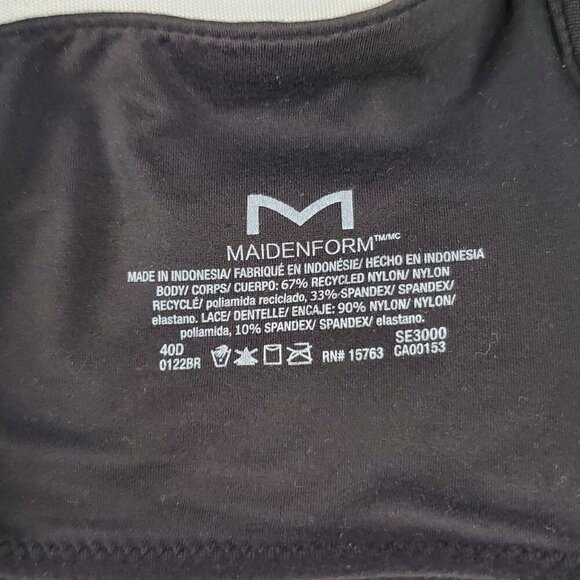 M
MAIDENFORM™/MC
MADE IN INDONESIA/ FABRIQUÉ EN INDONÉSIE/ HECHO EN INDONESIA
BODY/ CORPS/ CUERPO: 67% RECYCLED NYLON/ NYLON
RECYCLÉ/ poliamida reciclado, 33% SPANDEX/ SPANDEX/
elastano. LACE/ DENTELLE/ ENCAJE: 90% NYLON/ NYLON/
poliamida, 10% SPANDEX/ SPANDEX/ elastano.
40D SE3000
0122BR RN# 15763 CA00153